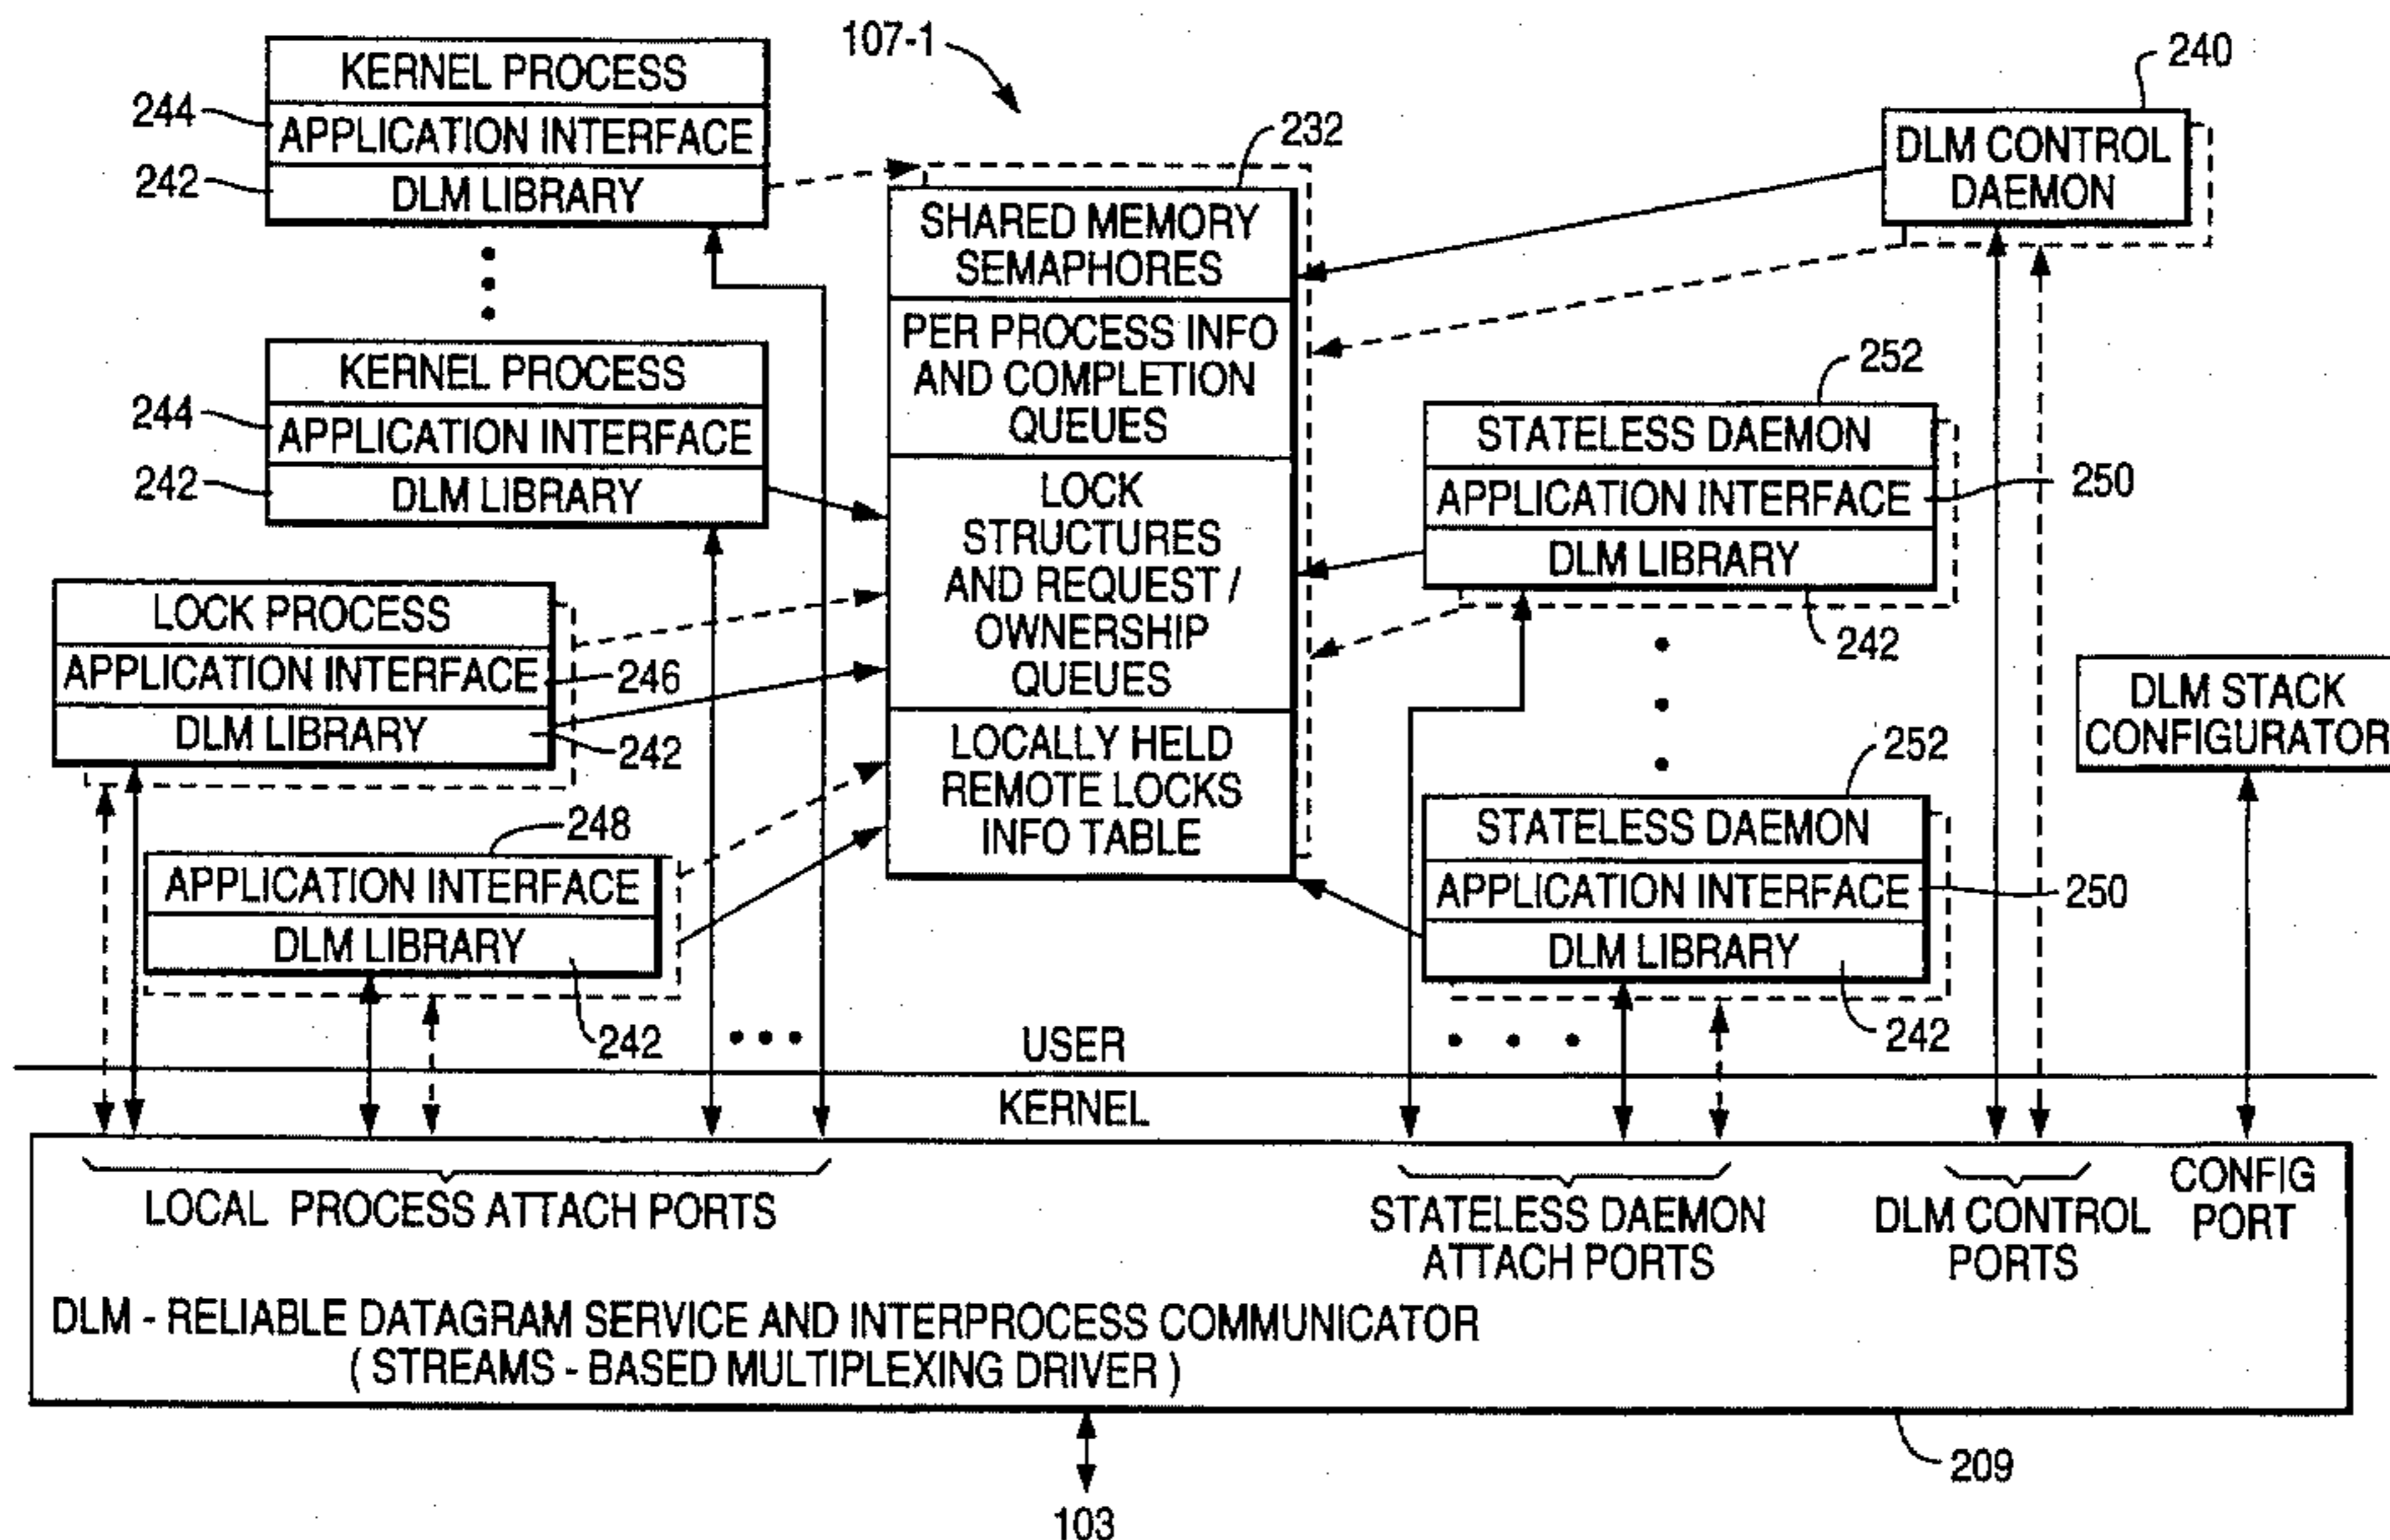 107-1
240
KERNEL PROCESS
244
APPLICATION INTERFACE
242
DLM LIBRARY
232
SHARED MEMORY
SEMAPHORES
DLM CONTROL
DAEMON
PER PROCESS INFO
AND COMPLETION
QUEUES
KERNEL PROCESS
244
APPLICATION INTERFACE
242
DLM LIBRARY
252
STATELESS DAEMON
APPLICATION INTERFACE
250
DLM LIBRARY
242
LOCK
STRUCTURES
AND REQUEST /
OWNERSHIP
QUEUES
LOCK PROCESS
APPLICATION INTERFACE
246
DLM LIBRARY
242
DLM STACK
CONFIGURATOR
LOCALLY HELD
REMOTE LOCKS
INFO TABLE
248
APPLICATION INTERFACE
DLM LIBRARY
242
252
STATELESS DAEMON
APPLICATION INTERFACE
250
DLM LIBRARY
242
USER
KERNEL
LOCAL PROCESS ATTACH PORTS
STATELESS DAEMON
ATTACH PORTS
DLM CONTROL
PORTS
CONFIG
PORT
DLM - RELIABLE DATAGRAM SERVICE AND INTERPROCESS COMMUNICATOR
( STREAMS - BASED MULTIPLEXING DRIVER )
209
103